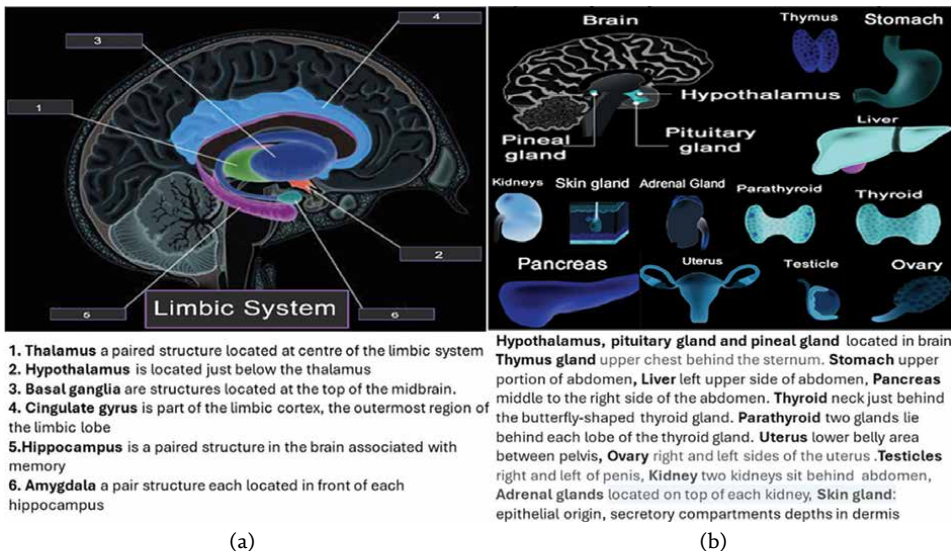 4
3
1
2
Limbic System
5
6
1. Thalamus a paired structure located at centre of the limbic system
2. Hypothalamus is located just below the thalamus
3. Basal ganglia are structures located at the top of the midbrain.
4. Cingulate gyrus is part of the limbic cortex, the outermost region of
the limbic lobe
5.Hippocampus is a paired structure in the brain associated with
memory
6. Amygdala a pair structure each located in front of each
hippocampus
(a)
Brain
Thymus
Stomach
Hypothalamus
Pineal
gland
Pituitary
gland
Liver
Kidneys
Skin gland
Adrenal Gland
Parathyroid
Thyroid
Pancreas
Uterus
Testicle
Ovary
Hypothalamus, pituitary gland and pineal gland located in brain
Thymus gland upper chest behind the sternum. Stomach upper
portion of abdomen, Liver left upper side of abdomen, Pancreas
middle to the right side of the abdomen. Thyroid neck just behind
the butterfly-shaped thyroid gland. Parathyroid two glands lie
behind each lobe of the thyroid gland. Uterus lower belly area
between pelvis, Ovary right and left sides of the uterus .Testicles
right and left of penis, Kidney two kidneys sit behind abdomen,
Adrenal glands located on top of each kidney, Skin gland:
epithelial origin, secretory compartments depths in dermis
(b)